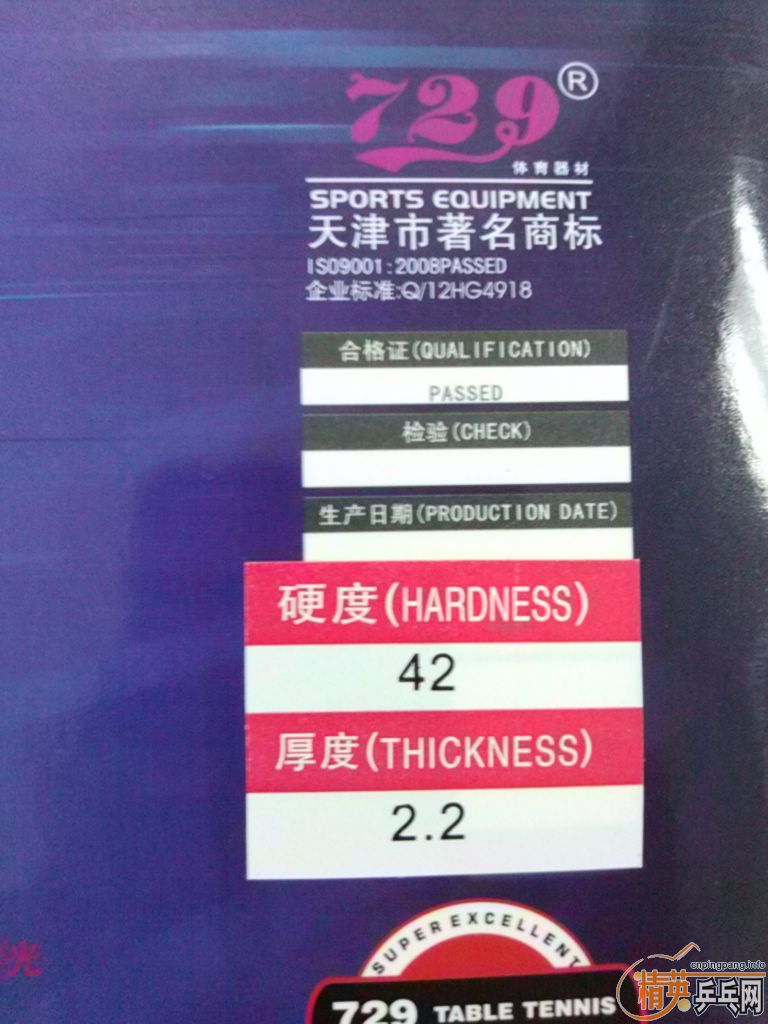 729®
体育器材
SPORTS EQUIPMENT
天津市著名商标
ISO9001:2008PASSED
企业标准:Q/12HG4918
合格证(QUALIFICATION)
PASSED
检验(CHECK)
生产日期(PRODUCTION DATE)
硬度(HARDNESS)
42
厚度(THICKNESS)
2.2
光
SUPER EXCELLENT
729 TABLE TENNIS
cnpingpang.info
精英乒乓网